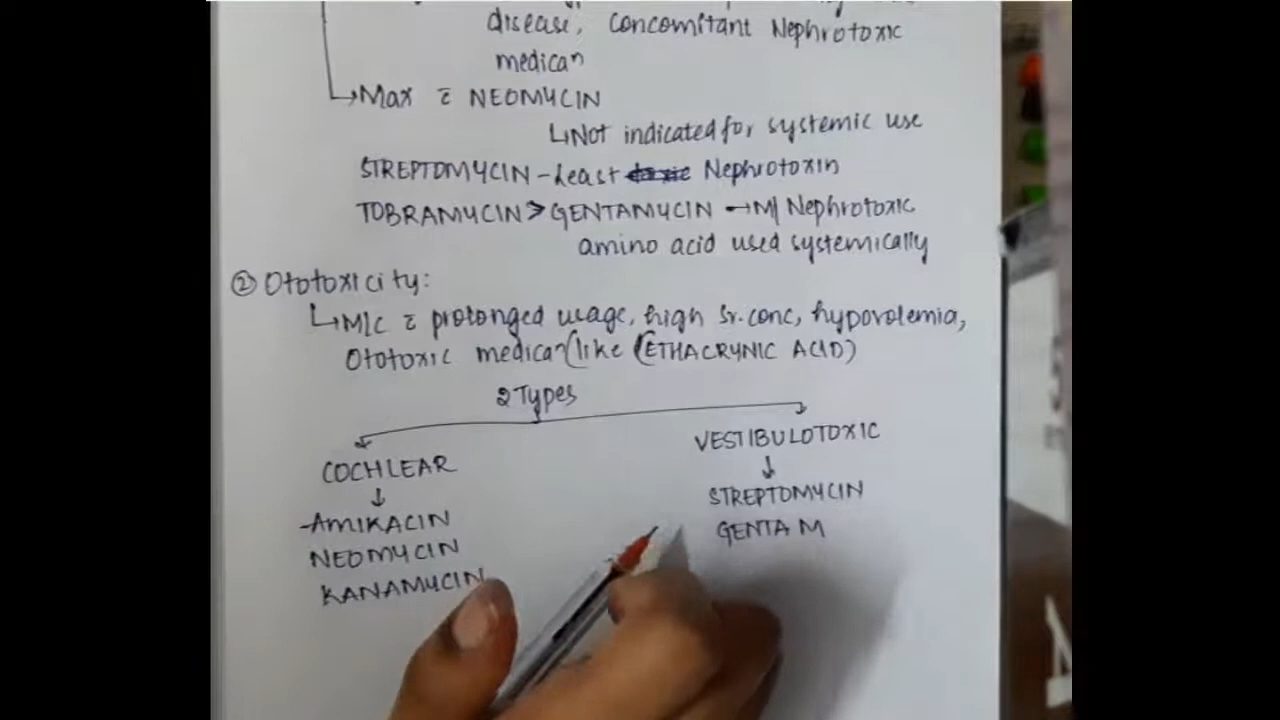 disease, concomitant Nephrotoxic
medicaⁿ
Max c̄ NEOMYCIN
Not indicated for systemic use
STREPTOMYCIN - Least Nephrotoxin
TOBRAMYCIN > GENTAMYCIN → M/ Nephrotoxic
amino acid used systemically
② Ototoxicity:
M/c c̄ prolonged usage, high Sr. conc, hypovolemia,
Ototoxic medicaⁿ (like (ETHACRYNIC ACID)
2 Types
COCHLEAR
VESTIBULOTOXIC
-AMIKACIN
STREPTOMYCIN
NEOMYCIN
GENTAM
KANAMYCIN